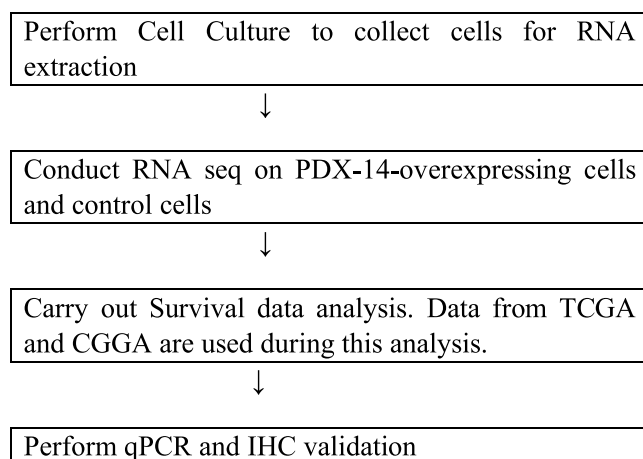 Perform Cell Culture to collect cells for RNA
extraction
↓
Conduct RNA seq on PDX-14-overexpressing cells
and control cells
↓
Carry out Survival data analysis. Data from TCGA
and CGGA are used during this analysis.
↓
Perform qPCR and IHC validation